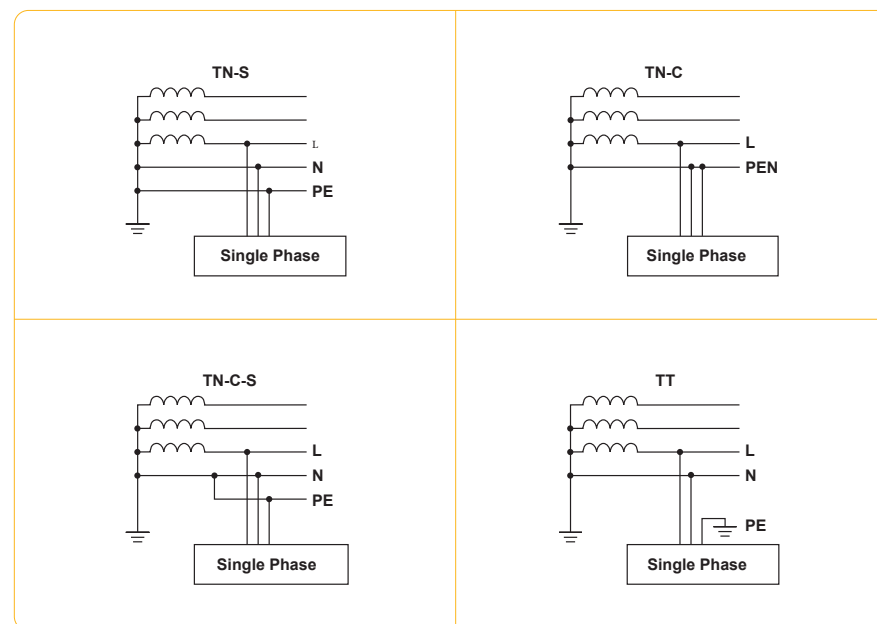 TN-S
L
N
PE
Single Phase
TN-C
L
PEN
Single Phase
TN-C-S
L
N
PE
Single Phase
TT
L
N
PE
Single Phase